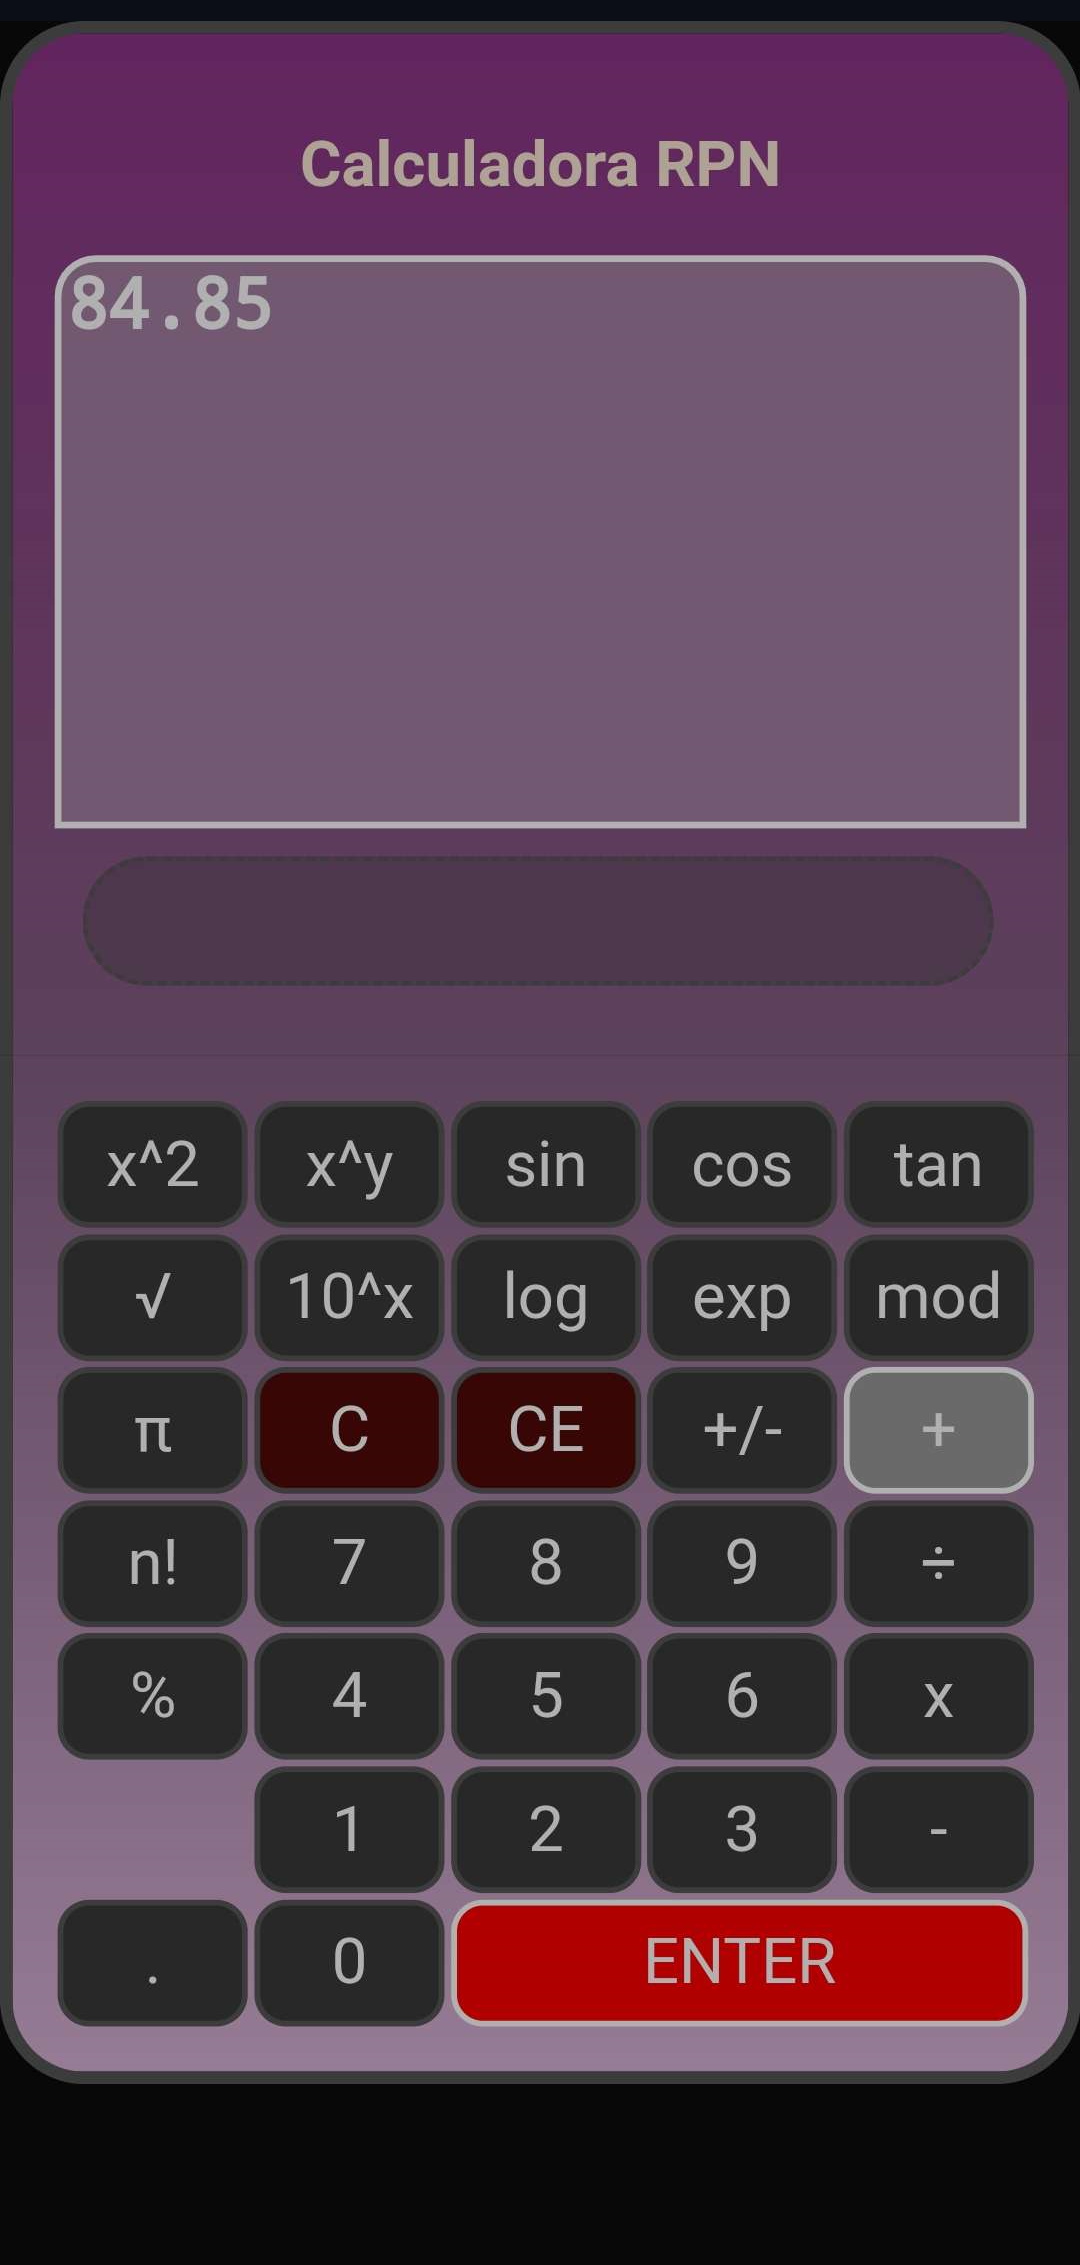 Calculadora RPN
84.85
x^2 x^y sin cos tan
√ 10^x log exp mod
π C CE +/- +
n! 7 8 9 ÷
% 4 5 6 x
1 2 3 -
. 0 ENTER